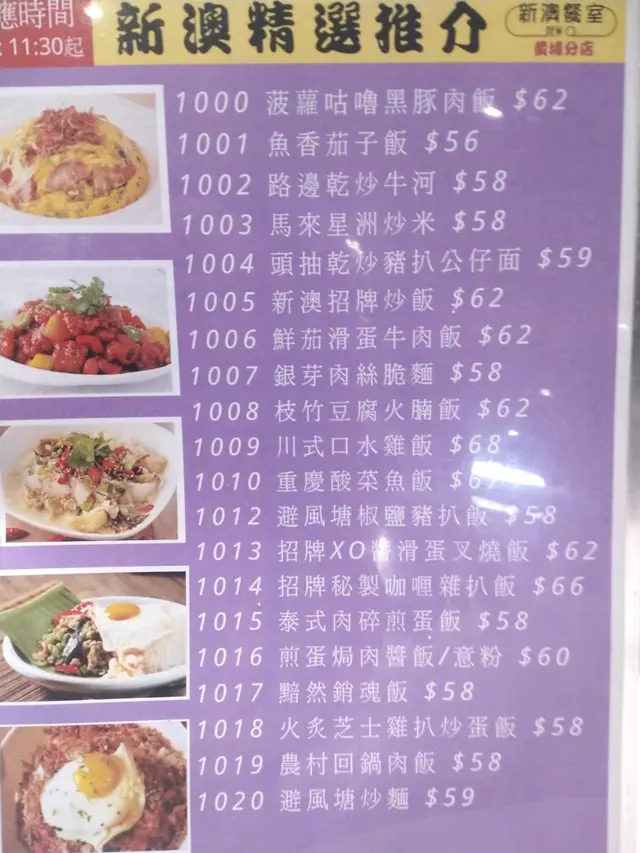 應時間
: 11:30起
新澳精選推介
新澳餐室
黄埔分店
1000 菠蘿咕嚕黑豚肉飯 $62
1001 魚香茄子飯 $56
1002 路邊乾炒牛河 $58
1003 馬來星洲炒米 $58
1004 頭抽乾炒豬扒公仔面 $59
1005 新澳招牌炒飯 $62
1006 鮮茄滑蛋牛肉飯 $62
1007 銀芽肉絲脆麵 $58
1008 枝竹豆腐火腩飯 $62
1009 川式口水雞飯 $68
1010 重慶酸菜魚飯
1012 避風塘椒鹽豬扒飯 $58
1013 招牌XO醬滑蛋叉燒飯 $62
1014 招牌秘製咖喱雜扒飯 $66
1015 泰式肉碎煎蛋飯 $58
1016 煎蛋焗肉醬飯/意粉 $60
1017 黯然銷魂飯 $58
1018 火炙芝士雞扒炒蛋飯 $58
1019 農村回鍋肉飯 $58
1020 避風塘炒麵 $59